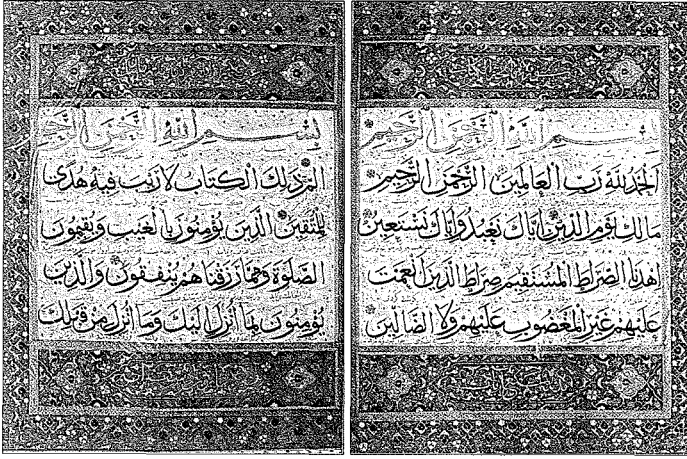 بسم الله الرحمن الرحيم
الحمد لله رب العالمين الرحمن الرحيم
مالك يوم الدين اياك نعبد واياك نستعين
اهدنا الصراط المستقيم صراط الذين انعمت
عليهم غير المغضوب عليهم ولا الضالين
بسم الله الرحمن الرحيم
الم ذلك الكتاب لا ريب فيه هدى
للمتقين الذين يؤمنون بالغيب ويقيمون
الصلوة ومما رزقناهم ينفقون والذين
يؤمنون بما أنزل اليك وما أنزل من قبلك